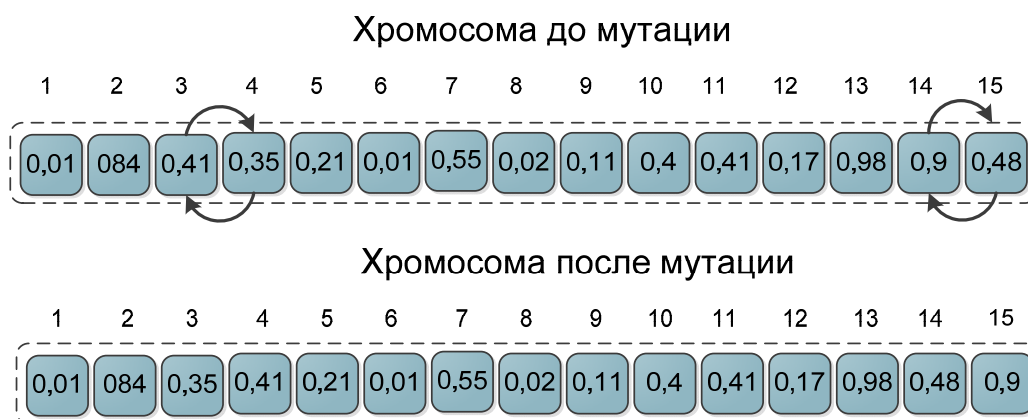 Хромосома до мутации
1 2 3 4 5 6 7 8 9 10 11 12 13 14 15
0,01 084 0,41 0,35 0,21 0,01 0,55 0,02 0,11 0,4 0,41 0,17 0,98 0,9 0,48
Хромосома после мутации
1 2 3 4 5 6 7 8 9 10 11 12 13 14 15
0,01 084 0,35 0,41 0,21 0,01 0,55 0,02 0,11 0,4 0,41 0,17 0,98 0,48 0,9